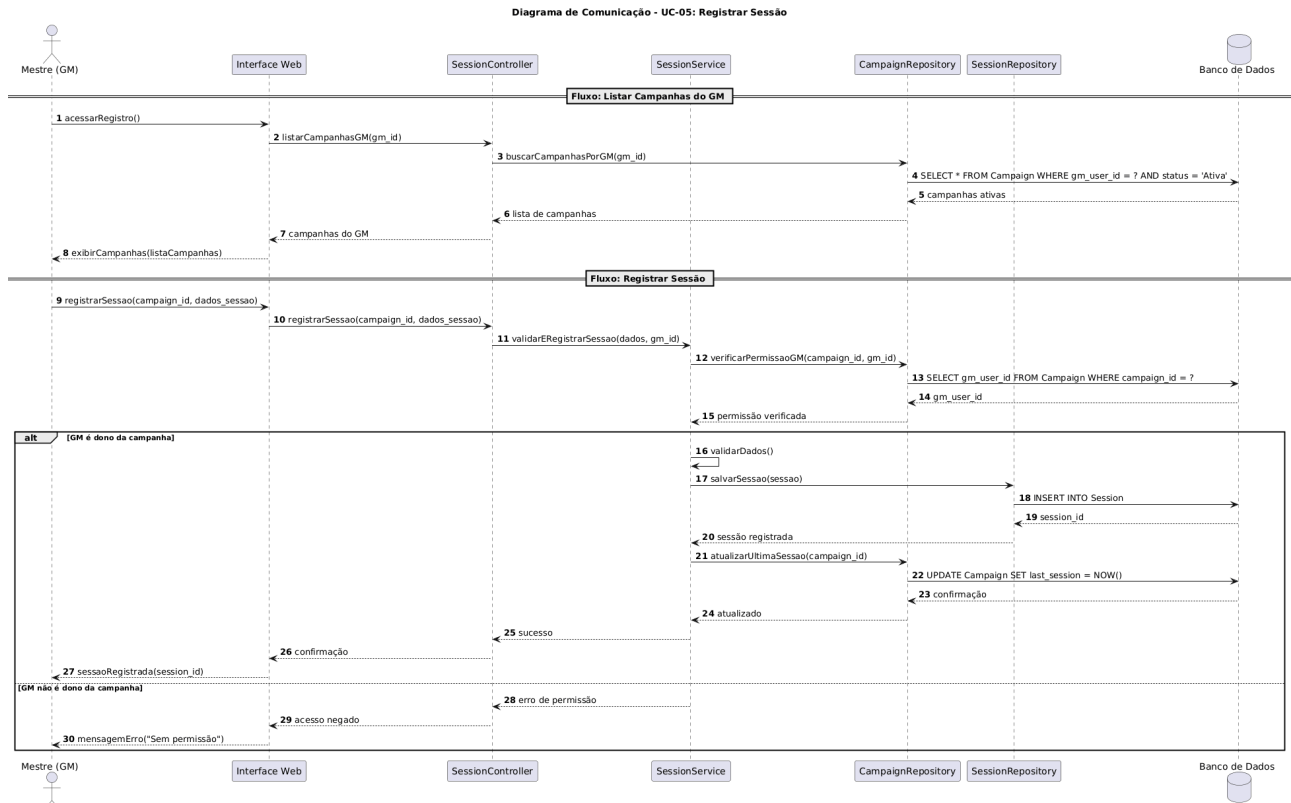 Diagrama de Comunicação - UC-05: Registrar Sessão
Mestre (GM)
Interface Web
SessionController
SessionService
CampaignRepository
SessionRepository
Banco de Dados
Fluxo: Listar Campanhas do GM
1 acessarRegistro()
2 listarCampanhasGM(gm_id)
3 buscarCampanhasPorGM(gm_id)
4 SELECT * FROM Campaign WHERE gm_user_id = ? AND status = 'Ativa'
5 campanhas ativas
6 lista de campanhas
7 campanhas do GM
8 exibirCampanhas(listaCampanhas)
Fluxo: Registrar Sessão
9 registrarSessao(campaign_id, dados_sessao)
10 registrarSessao(campaign_id, dados_sessao)
11 validarERegistrarSessao(dados, gm_id)
12 verificarPermissaoGM(campaign_id, gm_id)
13 SELECT gm_user_id FROM Campaign WHERE campaign_id = ?
14 gm_user_id
15 permissão verificada
alt [GM é dono da campanha]
16 validarDados()
17 salvarSessao(sessao)
18 INSERT INTO Session
19 session_id
20 sessão registrada
21 atualizarUltimaSessao(campaign_id)
22 UPDATE Campaign SET last_session = NOW()
23 confirmação
24 atualizado
25 sucesso
26 confirmação
27 sessaoRegistrada(session_id)
[GM não é dono da campanha]
28 erro de permissão
29 acesso negado
30 mensagemErro("Sem permissão")
Mestre (GM)
Interface Web
SessionController
SessionService
CampaignRepository
SessionRepository
Banco de Dados